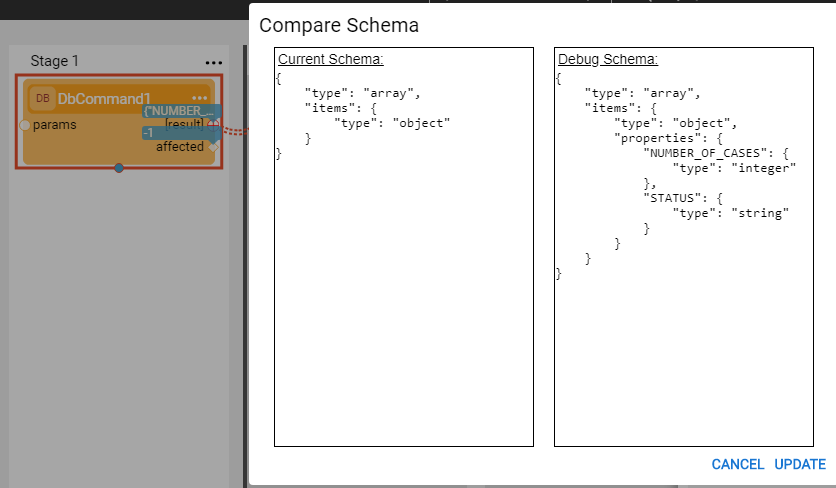 Compare Schema
Stage 1
DB DbCommand1
{"NUMBER_...
params
[result]
-1
affected
Current Schema:
{
    "type": "array",
    "items": {
        "type": "object"
    }
}
Debug Schema:
{
    "type": "array",
    "items": {
        "type": "object",
        "properties": {
            "NUMBER_OF_CASES": {
                "type": "integer"
            },
            "STATUS": {
                "type": "string"
            }
        }
    }
}
CANCEL UPDATE